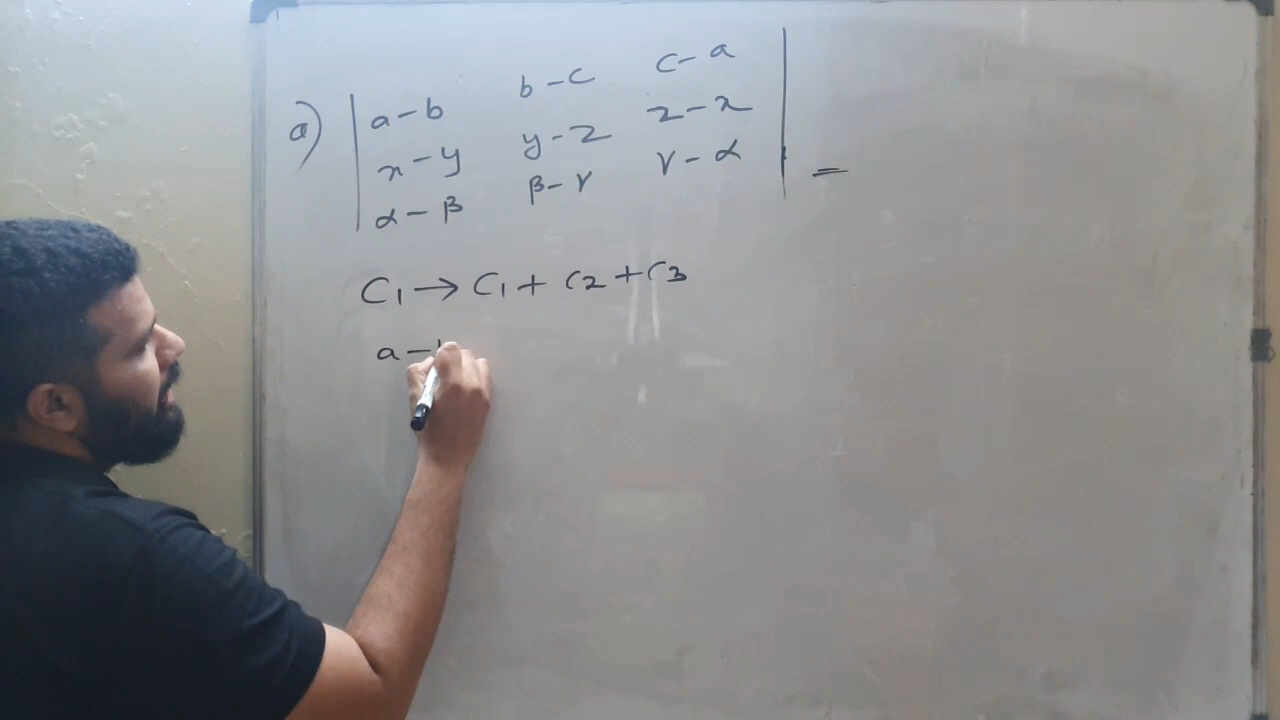 a) | a-b b-c c-a |
x-y y-z z-x
α-β β-γ γ-α =
C1 → C1 + C2 + C3
a-